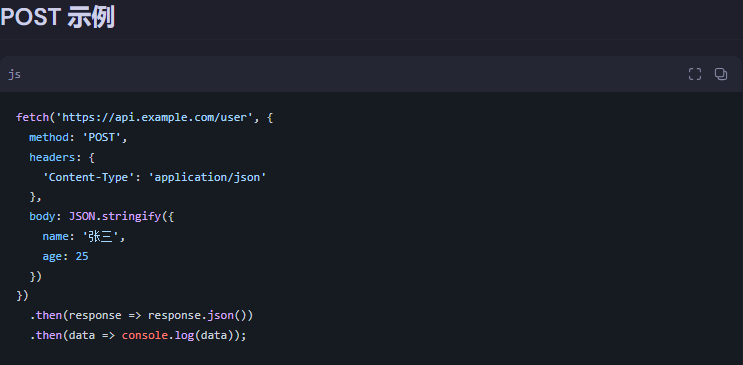 POST 示例
js
fetch('https://api.example.com/user', {
  method: 'POST',
  headers: {
    'Content-Type': 'application/json'
  },
  body: JSON.stringify({
    name: '张三',
    age: 25
  })
})
  .then(response => response.json())
  .then(data => console.log(data));